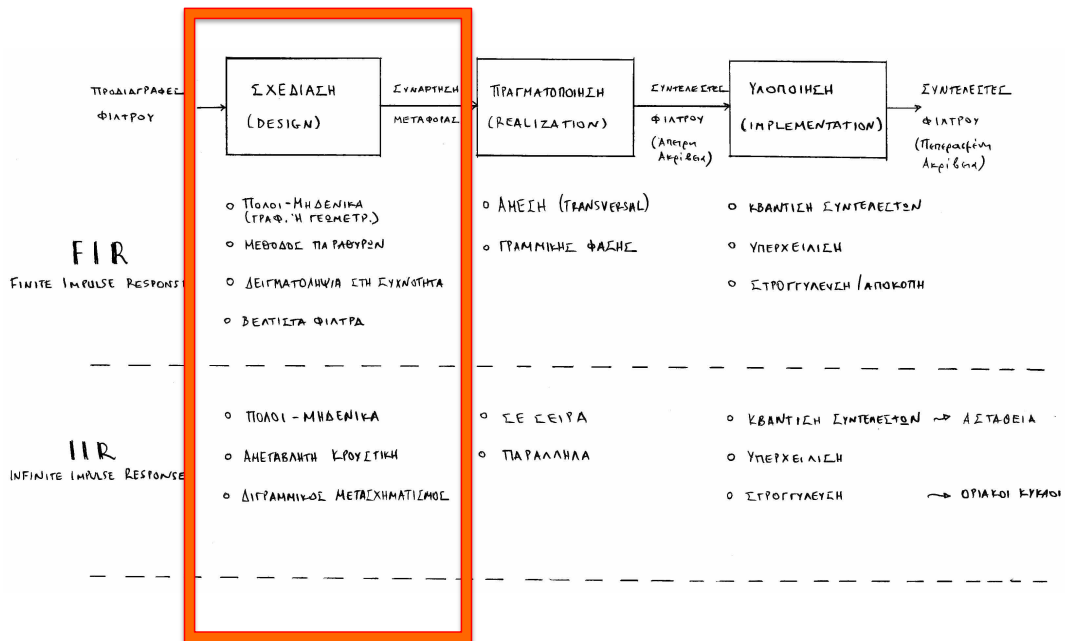 ΠΡΟΔΙΑΓΡΑΦΕΣ
ΦΙΛΤΡΟΥ
ΣΧΕΔΙΑΣΗ
(DESIGN)
ΣΥΝΑΡΤΗΣΗ
ΜΕΤΑΦΟΡΑΣ
ΠΡΑΓΜΑΤΟΠΟΙΗΣΗ
(REALIZATION)
ΣΥΝΤΕΛΕΣΤΕΣ
ΦΙΛΤΡΟΥ
(Άπειρη
Ακρίβεια)
ΥΛΟΠΟΙΗΣΗ
(IMPLEMENTATION)
ΣΥΝΤΕΛΕΣΤΕΣ
ΦΙΛΤΡΟΥ
(Πεπερασμένη
Ακρίβεια)
FIR
FINITE IMPULSE RESPONSE
ο ΠΟΛΟΙ-ΜΗΔΕΝΙΚΑ
(ΓΡΑΦ. Ή ΓΕΩΜΕΤΡ.)
ο ΜΕΘΟΔΟΣ ΠΑΡΑΘΥΡΩΝ
ο ΔΕΙΓΜΑΤΟΛΗΨΙΑ ΣΤΗ ΣΥΧΝΟΤΗΤΑ
ο ΒΕΛΤΙΣΤΑ ΦΙΛΤΡΑ
ο ΑΜΕΣΗ (TRANSVERSAL)
ο ΓΡΑΜΜΙΚΗΣ ΦΑΣΗΣ
ο ΚΒΑΝΤΙΣΗ ΣΥΝΤΕΛΕΣΤΩΝ
ο ΥΠΕΡΧΕΙΛΙΣΗ
ο ΣΤΡΟΓΓΥΛΕΥΣΗ / ΑΠΟΚΟΠΗ
IIR
INFINITE IMPULSE RESPONSE
ο ΠΟΛΟΙ - ΜΗΔΕΝΙΚΑ
ο ΑΜΕΤΑΒΛΗΤΗ ΚΡΟΥΣΤΙΚΗ
ο ΔΙΓΡΑΜΜΙΚΟΣ ΜΕΤΑΣΧΗΜΑΤΙΣΜΟΣ
ο ΣΕ ΣΕΙΡΑ
ο ΠΑΡΑΛΛΗΛΑ
ο ΚΒΑΝΤΙΣΗ ΣΥΝΤΕΛΕΣΤΩΝ → ΑΣΤΑΘΕΙΑ
ο ΥΠΕΡΧΕΙΛΙΣΗ
ο ΣΤΡΟΓΓΥΛΕΥΣΗ → ΟΡΙΑΚΟΙ ΚΥΚΛΟΙ